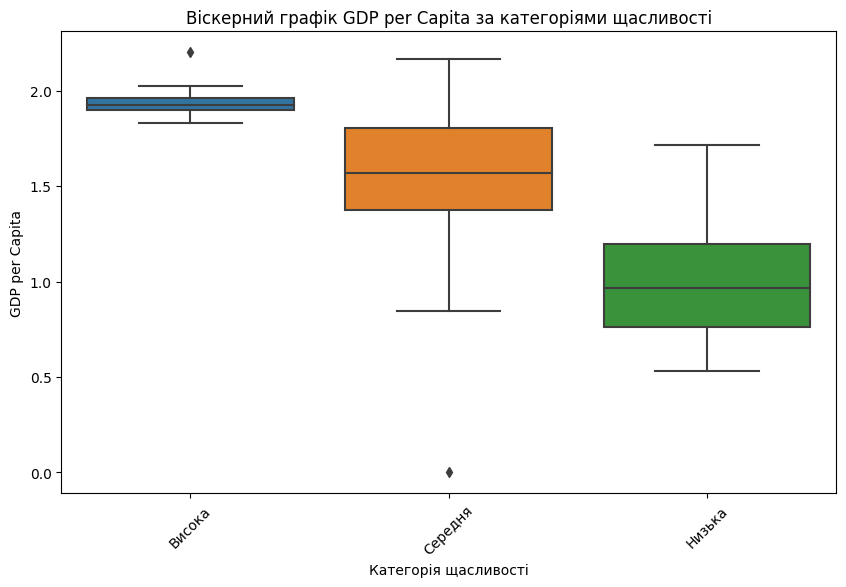 Віскерний графік GDP per Capita за категоріями щасливості
GDP per Capita
2.0
1.5
1.0
0.5
0.0
Висока
Середня
Низька
Категорія щасливості